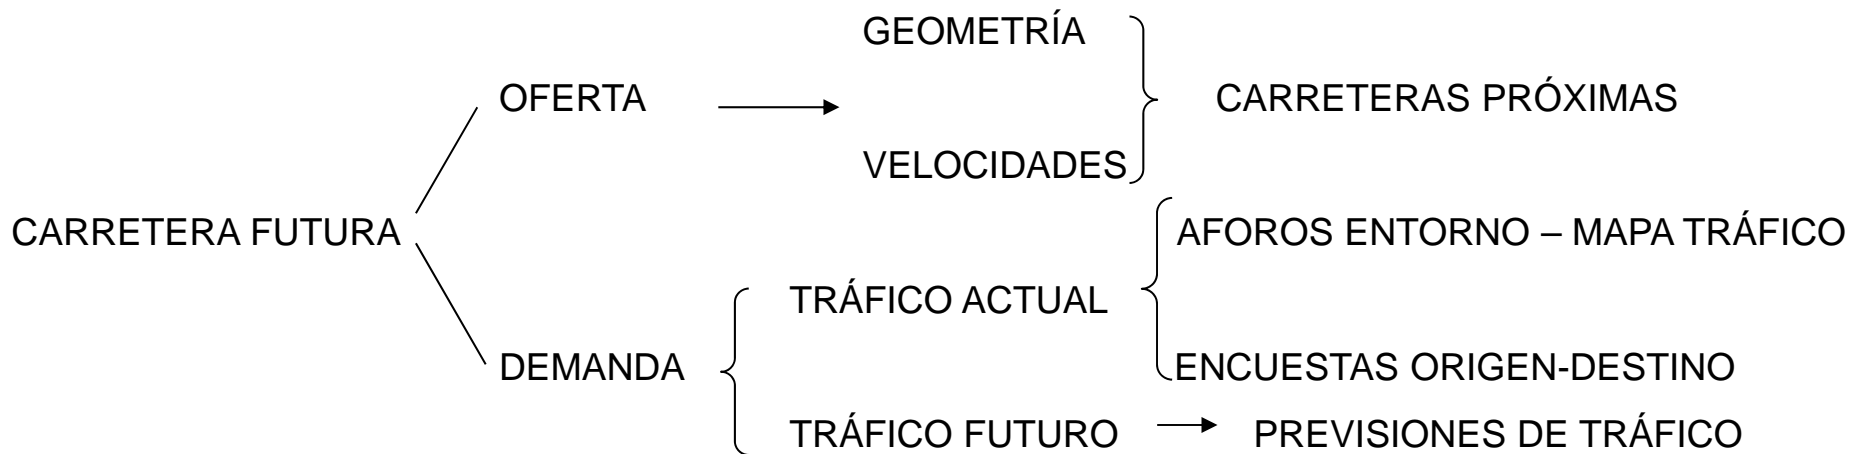 GEOMETRÍA
OFERTA
CARRETERAS PRÓXIMAS
VELOCIDADES
CARRETERA FUTURA
AFOROS ENTORNO – MAPA TRÁFICO
TRÁFICO ACTUAL
DEMANDA
ENCUESTAS ORIGEN-DESTINO
TRÁFICO FUTURO
PREVISIONES DE TRÁFICO